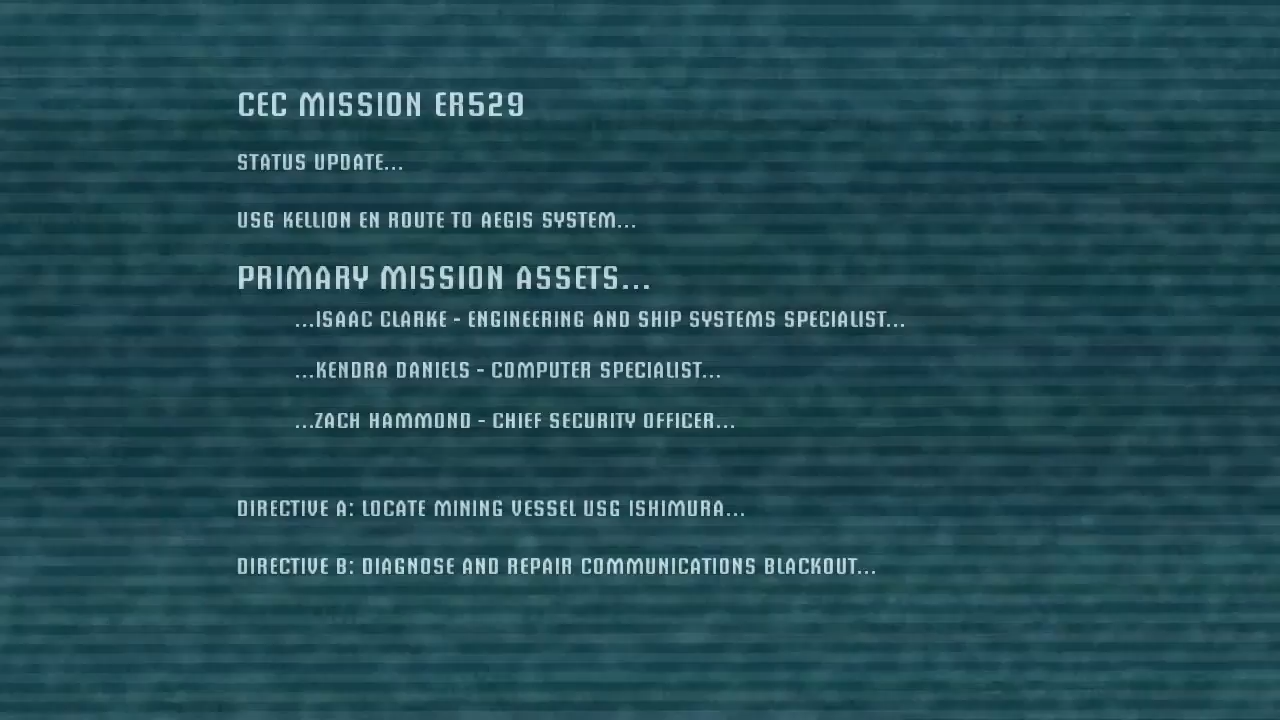 CEC MISSION ER529
STATUS UPDATE...
USG KELLION EN ROUTE TO AEGIS SYSTEM...
PRIMARY MISSION ASSETS...
...ISAAC CLARKE - ENGINEERING AND SHIP SYSTEMS SPECIALIST...
...KENDRA DANIELS - COMPUTER SPECIALIST...
...ZACH HAMMOND - CHIEF SECURITY OFFICER...
DIRECTIVE A: LOCATE MINING VESSEL USG ISHIMURA...
DIRECTIVE B: DIAGNOSE AND REPAIR COMMUNICATIONS BLACKOUT...